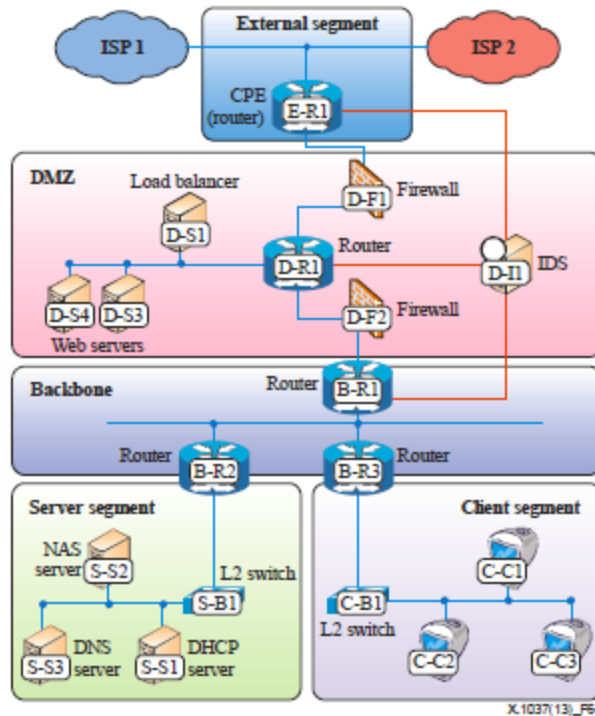 External segment
ISP 1
ISP 2
CPE
(router)
E-R1
DMZ
Load balancer
D-S1
D-F1
Firewall
Router
D-R1
D-I1
IDS
D-S4
D-S3
Web servers
D-F2
Firewall
Router
B-R1
Backbone
Router
B-R2
B-R3
Router
Server segment
Client segment
NAS
server
S-S2
L2 switch
S-B1
C-B1
L2 switch
C-C1
S-S3
DNS
server
S-S1
DHCP
server
C-C2
C-C3
X.1037(13)_F6